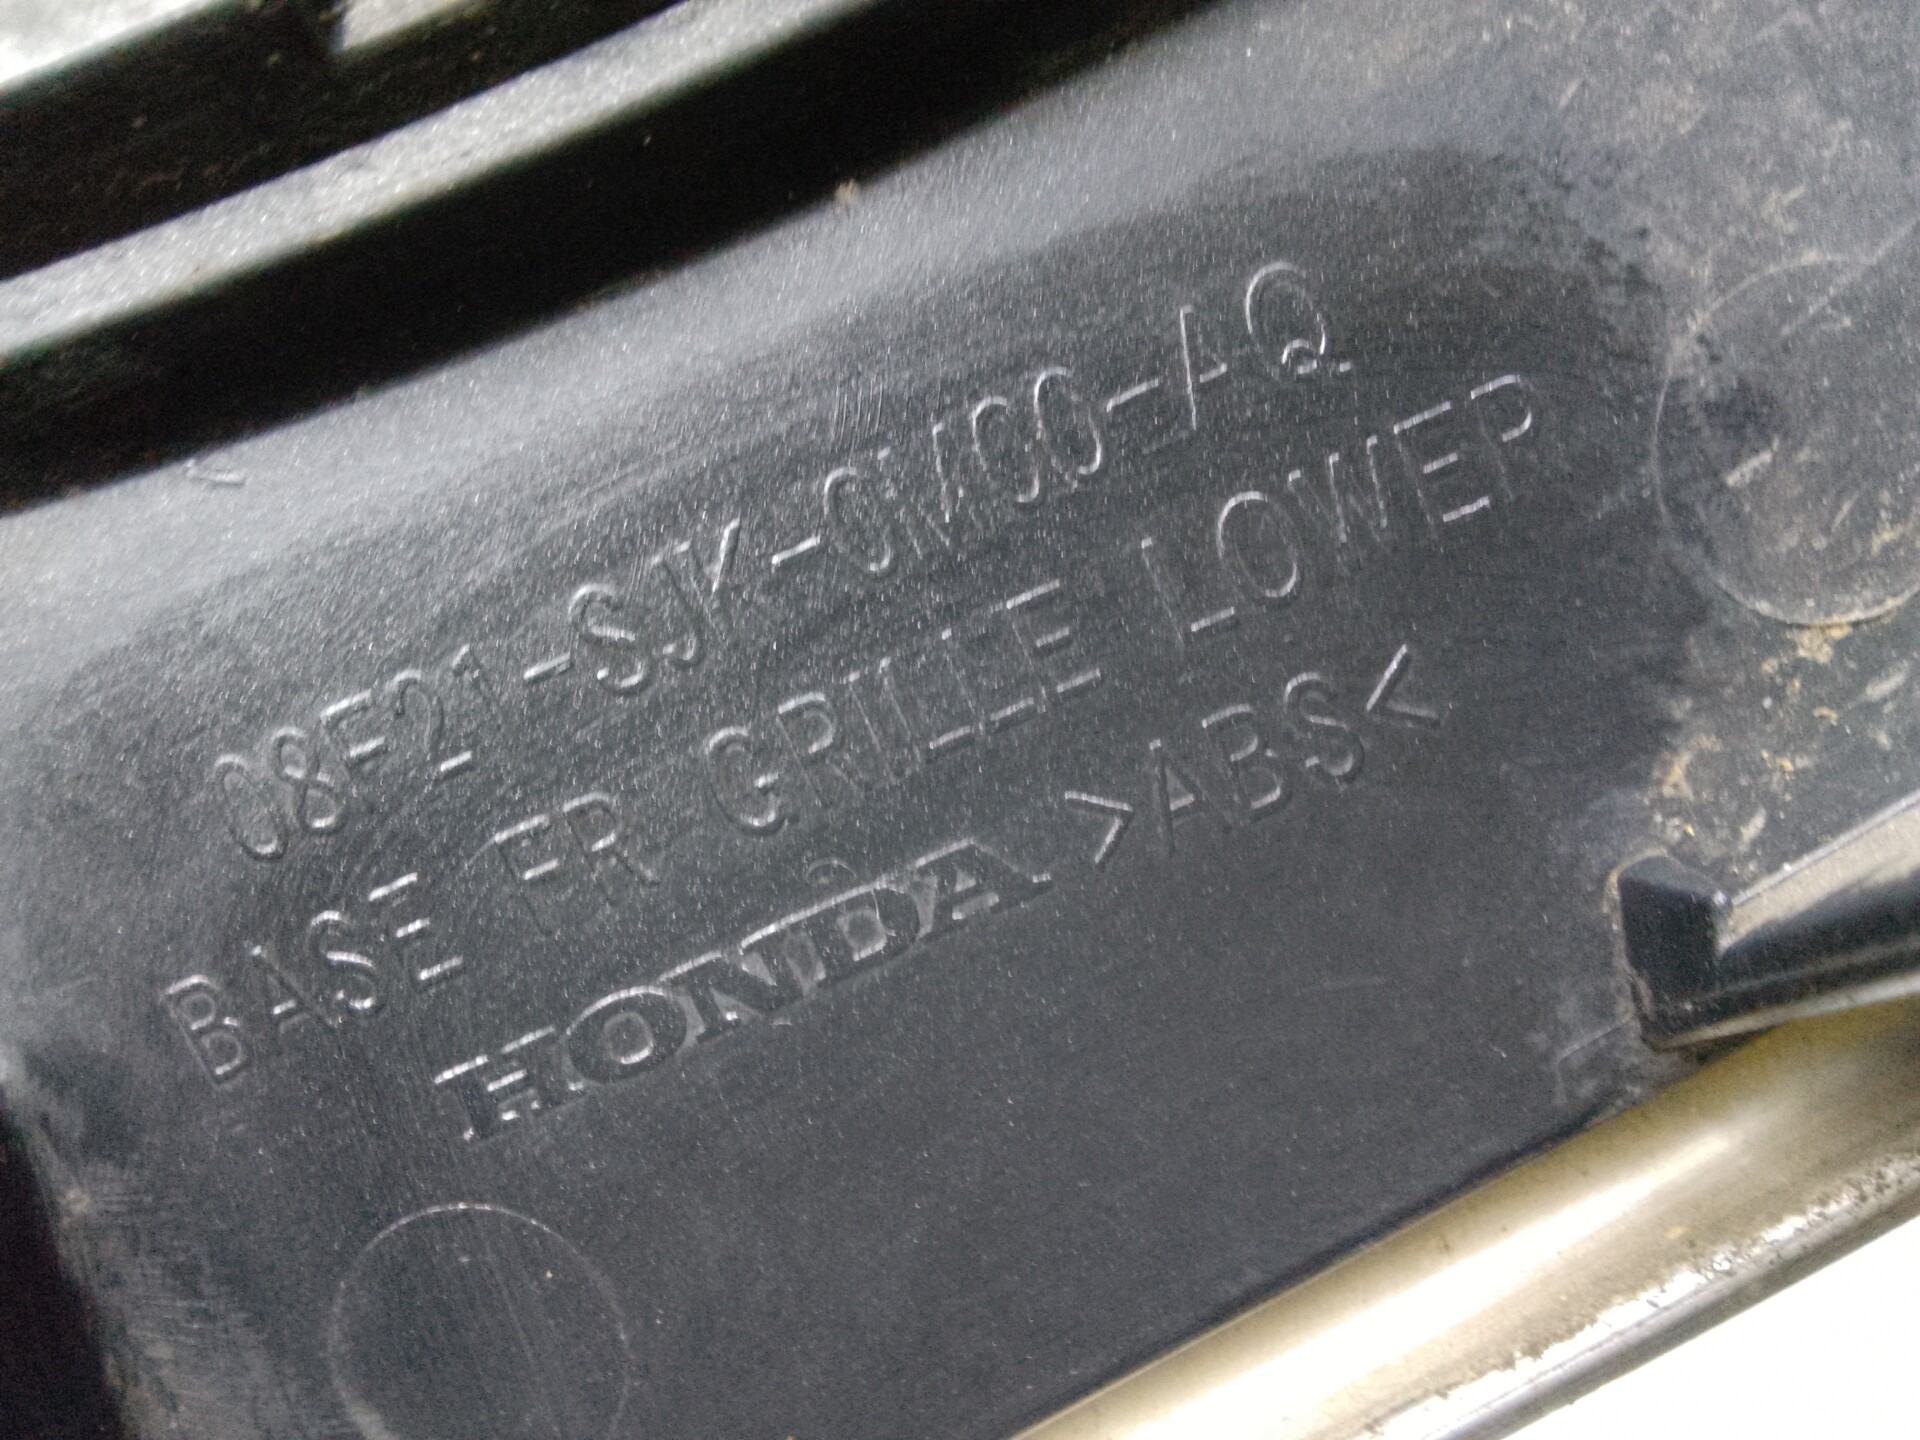 08F21-SJK-0M00-AQ
BASE FR GRILLE LOWER
HONDA >ABS<